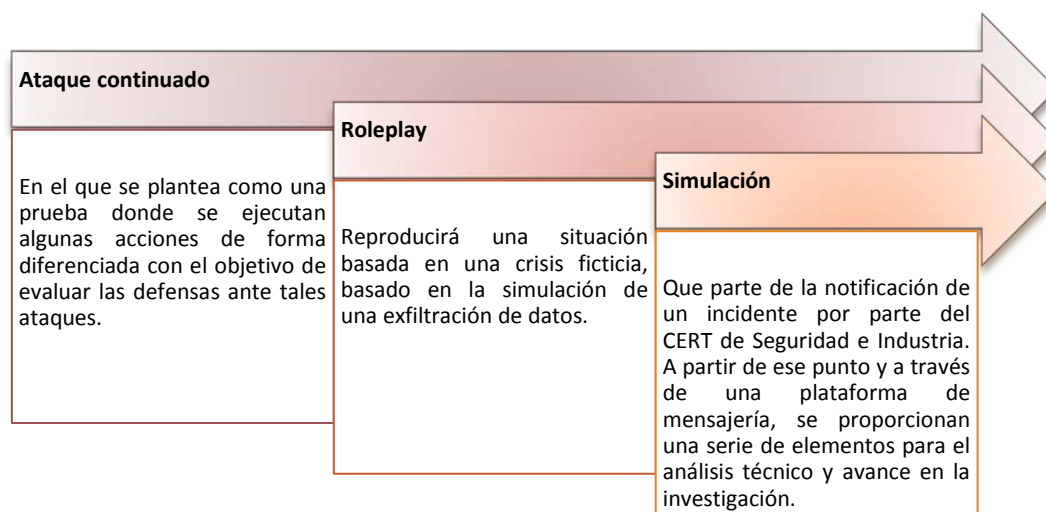 Ataque continuado
En el que se plantea como una
prueba donde se ejecutan
algunas acciones de forma
diferenciada con el objetivo de
evaluar las defensas ante tales
ataques.
Roleplay
Reproducirá una situación
basada en una crisis ficticia,
basado en la simulación de
una exfiltración de datos.
Simulación
Que parte de la notificación de
un incidente por parte del
CERT de Seguridad e Industria.
A partir de ese punto y a través
de una plataforma de
mensajería, se proporcionan
una serie de elementos para el
análisis técnico y avance en la
investigación.